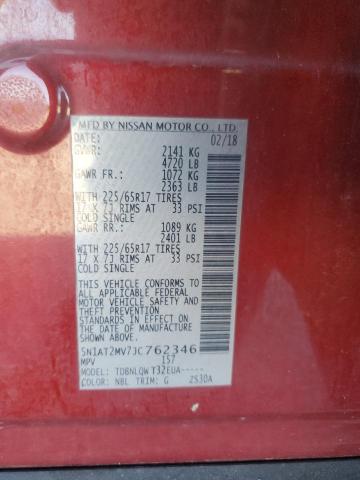 MFD BY NISSAN MOTOR CO., LTD.
DATE: 02/18
GVWR: 2141 KG
4720 LB
GAWR FR.: 1072 KG
2363 LB
WITH 225/65R17 TIRES
17 X 7J RIMS AT 33 PSI
COLD SINGLE
GAWR RR.: 1089 KG
2401 LB
WITH 225/65R17 TIRES
17 X 7J RIMS AT 33 PSI
COLD SINGLE
THIS VEHICLE CONFORMS
TO ALL APPLICABLE FEDERAL
MOTOR VEHICLE SAFETY
AND THEFT PREVENTION
STANDARDS IN EFFECT ON
THE DATE OF MANUFACTURE
SHOWN ABOVE.
5N1AT2MV7JC762346
MPV 157
MODEL: TDBNLQW T32EUA-----
COLOR: NBL TRIM: G 2S30A